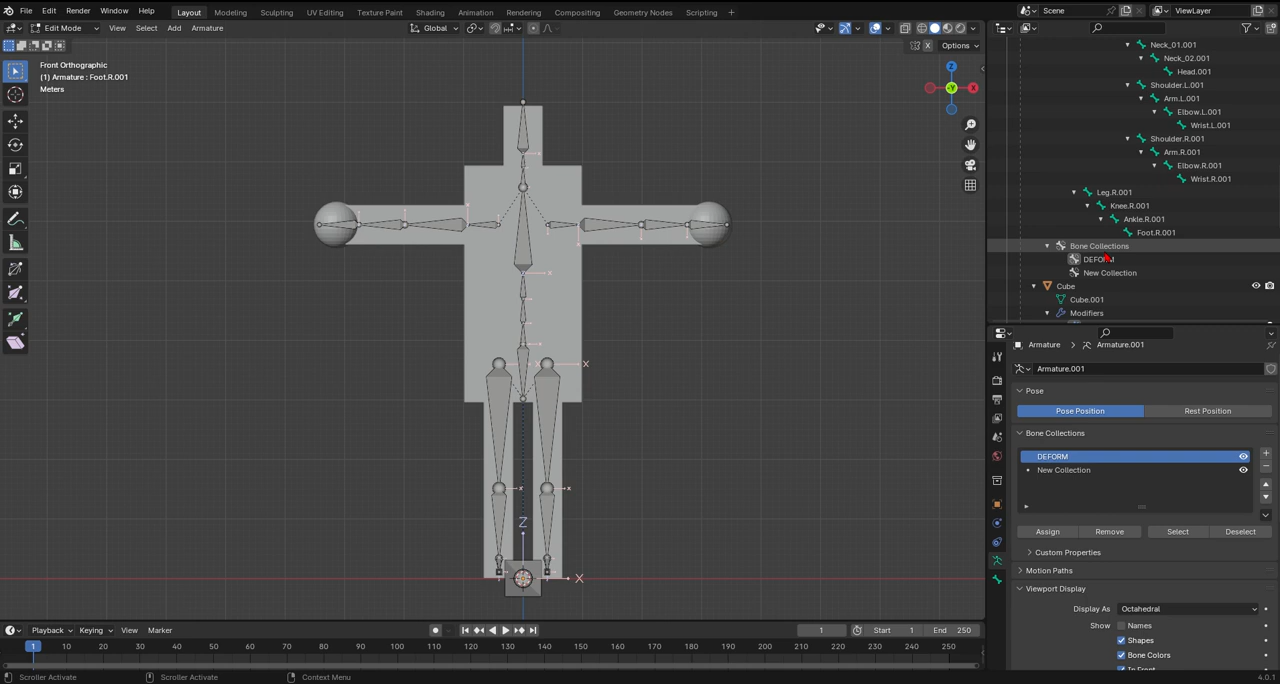 File Edit Render Window Help Layout Modeling Sculpting UV Editing Texture Paint Shading Animation Rendering Compositing Geometry Nodes Scripting + Scene ViewLayer
Edit Mode View Select Add Armature Global
X Options
Front Orthographic
(1) Armature : Foot.R.001
Meters
Z
Y
X
X
X
Z
X
Neck_01.001
Neck_02.001
Head.001
Shoulder.L.001
Arm.L.001
Elbow.L.001
Wrist.L.001
Shoulder.R.001
Arm.R.001
Elbow.R.001
Wrist.R.001
Leg.R.001
Knee.R.001
Ankle.R.001
Foot.R.001
Bone Collections
New Collection
Cube
Cube.001
Modifiers
Armature > Armature.001
Armature.001
Pose
Pose Position Rest Position
Bone Collections
DEFORM
New Collection
Assign Remove Select Deselect
Custom Properties
Motion Paths
Viewport Display
Display As Octahedral
Show Names
Shapes
Bone Colors
In Front
Playback Keying View Marker 1 Start 1 End 250
1 10 20 30 40 50 60 70 80 90 100 110 120 130 140 150 160 170 180 190 200 210 220 230 240 250
Scroller Activate Scroller Activate Context Menu 4.0.1